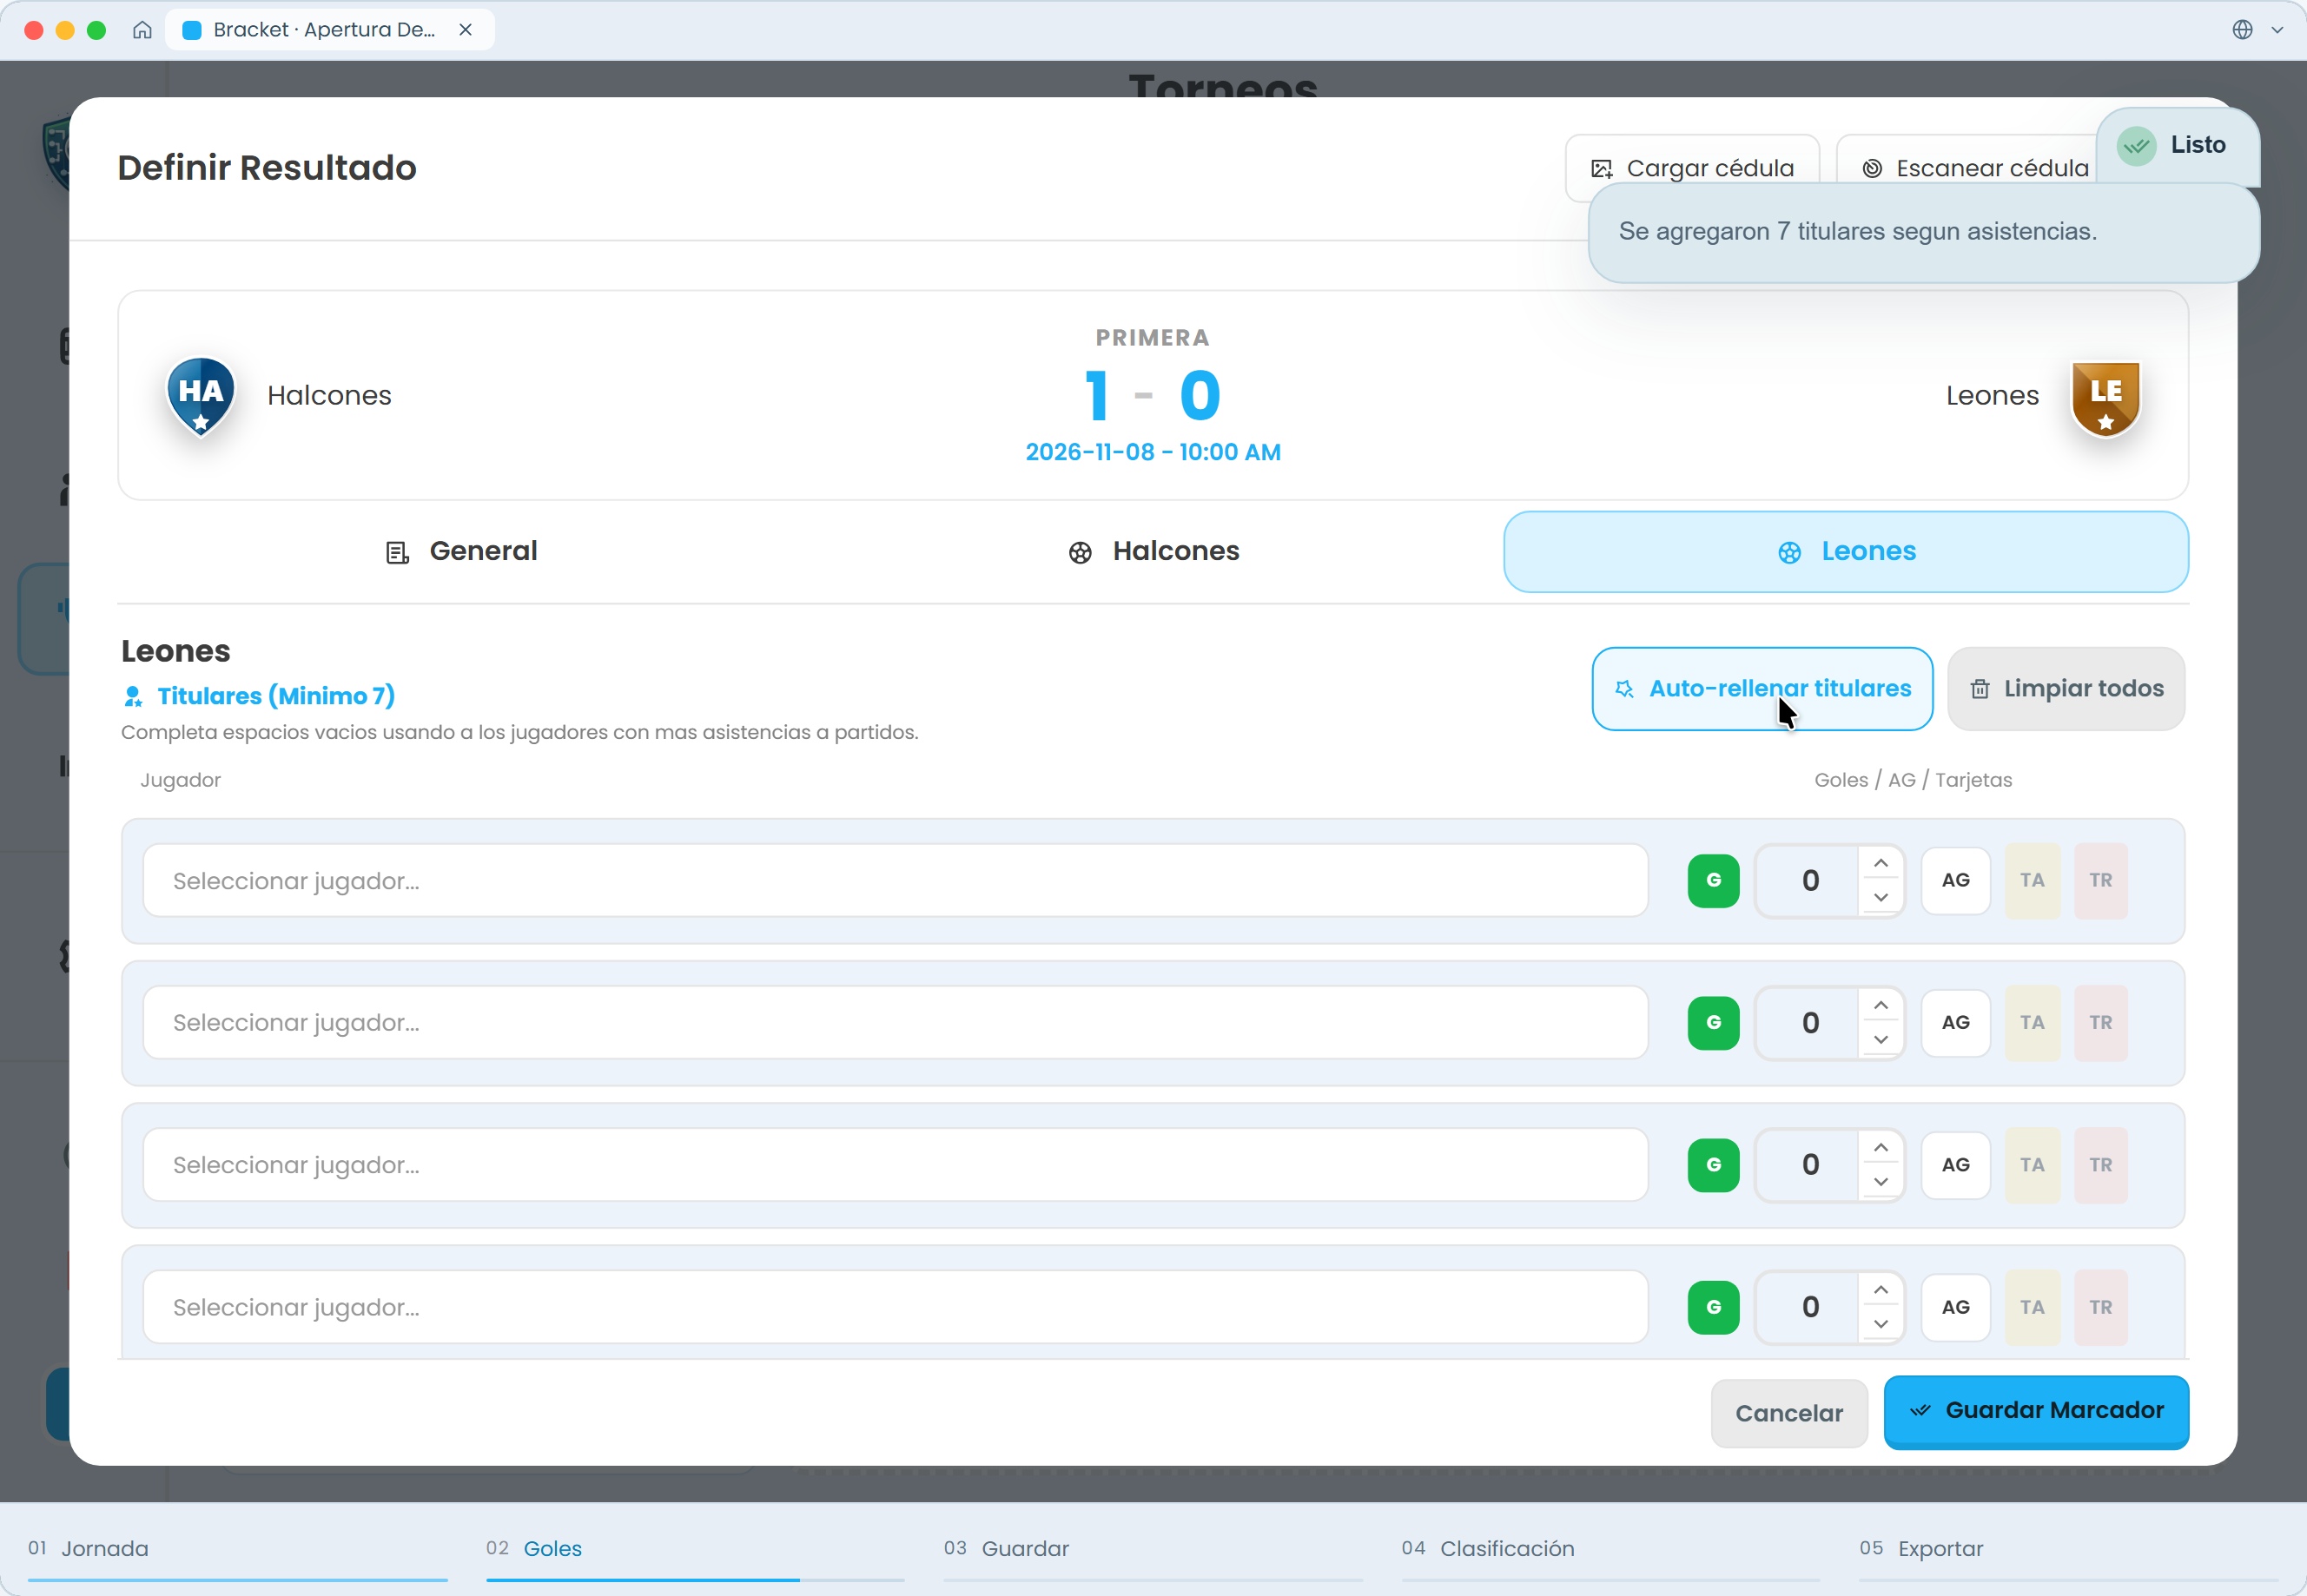 Bracket · Apertura De...
Torneos
Definir Resultado
Cargar cédula
Escanear cédula
Listo
Se agregaron 7 titulares segun asistencias.
PRIMERA
HA
Halcones
1 - 0
Leones
LE
2026-11-08 - 10:00 AM
General
Halcones
Leones
Leones
Titulares (Minimo 7)
Completa espacios vacios usando a los jugadores con mas asistencias a partidos.
Auto-rellenar titulares
Limpiar todos
Jugador
Goles / AG / Tarjetas
Seleccionar jugador... G 0 AG TA TR
Seleccionar jugador... G 0 AG TA TR
Seleccionar jugador... G 0 AG TA TR
Seleccionar jugador... G 0 AG TA TR
Cancelar
Guardar Marcador
01 Jornada
02 Goles
03 Guardar
04 Clasificación
05 Exportar